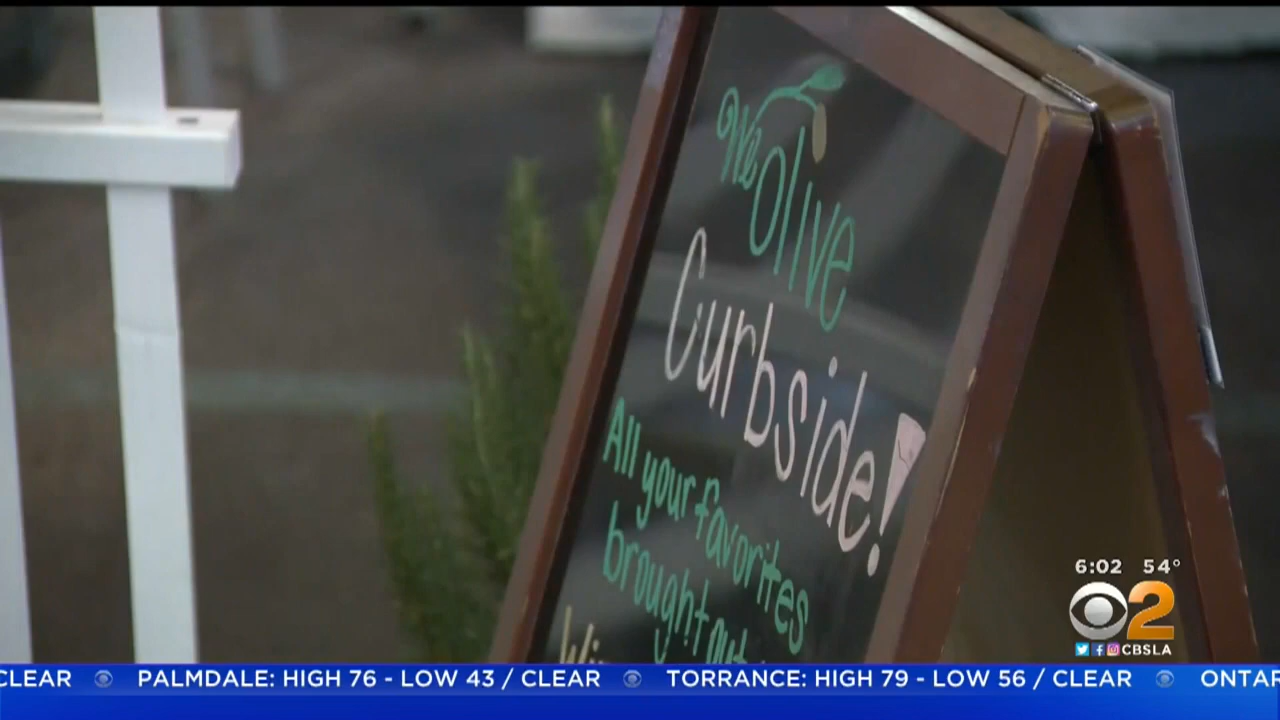 We
Olive
Curbside!
All your favorites
brought out
6:02 54°
2
CBSLA
CLEAR PALMDALE: HIGH 76 - LOW 43 / CLEAR TORRANCE: HIGH 79 - LOW 56 / CLEAR